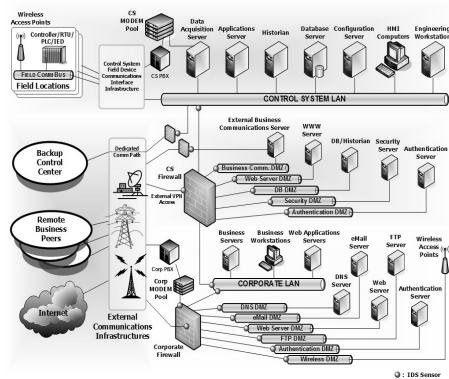 Wireless
Access Points
Controller/RTU/
PLC/IED
FIELD COMM BUS
Field Locations
Control System
Field Device
Communications
Interface
Infrastructure
CS
MODEM
Pool
CS PBX
Data
Acquisition
Server
Applications
Server
Historian
Database
Server
Configuration
Server
HMI
Computers
Engineering
Workstation
CONTROL SYSTEM LAN
Backup
Control
Center
Dedicated
Comm Path
CS
Firewall
External VPN
Access
External Business
Communications Server
WWW
Server
DB/Historian
Security
Server
Authentication
Server
Business Comm. DMZ
Web Server DMZ
DB DMZ
Security DMZ
Authentication DMZ
Remote
Business
Peers
Corp PBX
Corp
MODEM
Pool
Business
Servers
Business
Workstations
Web Applications
Servers
CORPORATE LAN
DNS
Server
eMail
Server
Web
Server
FTP
Server
Authentication
Server
Wireless
Access
Points
DNS DMZ
eMail DMZ
Web Server DMZ
FTP DMZ
Authentication DMZ
Wireless DMZ
Internet
External
Communications
Infrastructures
Corporate
Firewall
: IDS Sensor